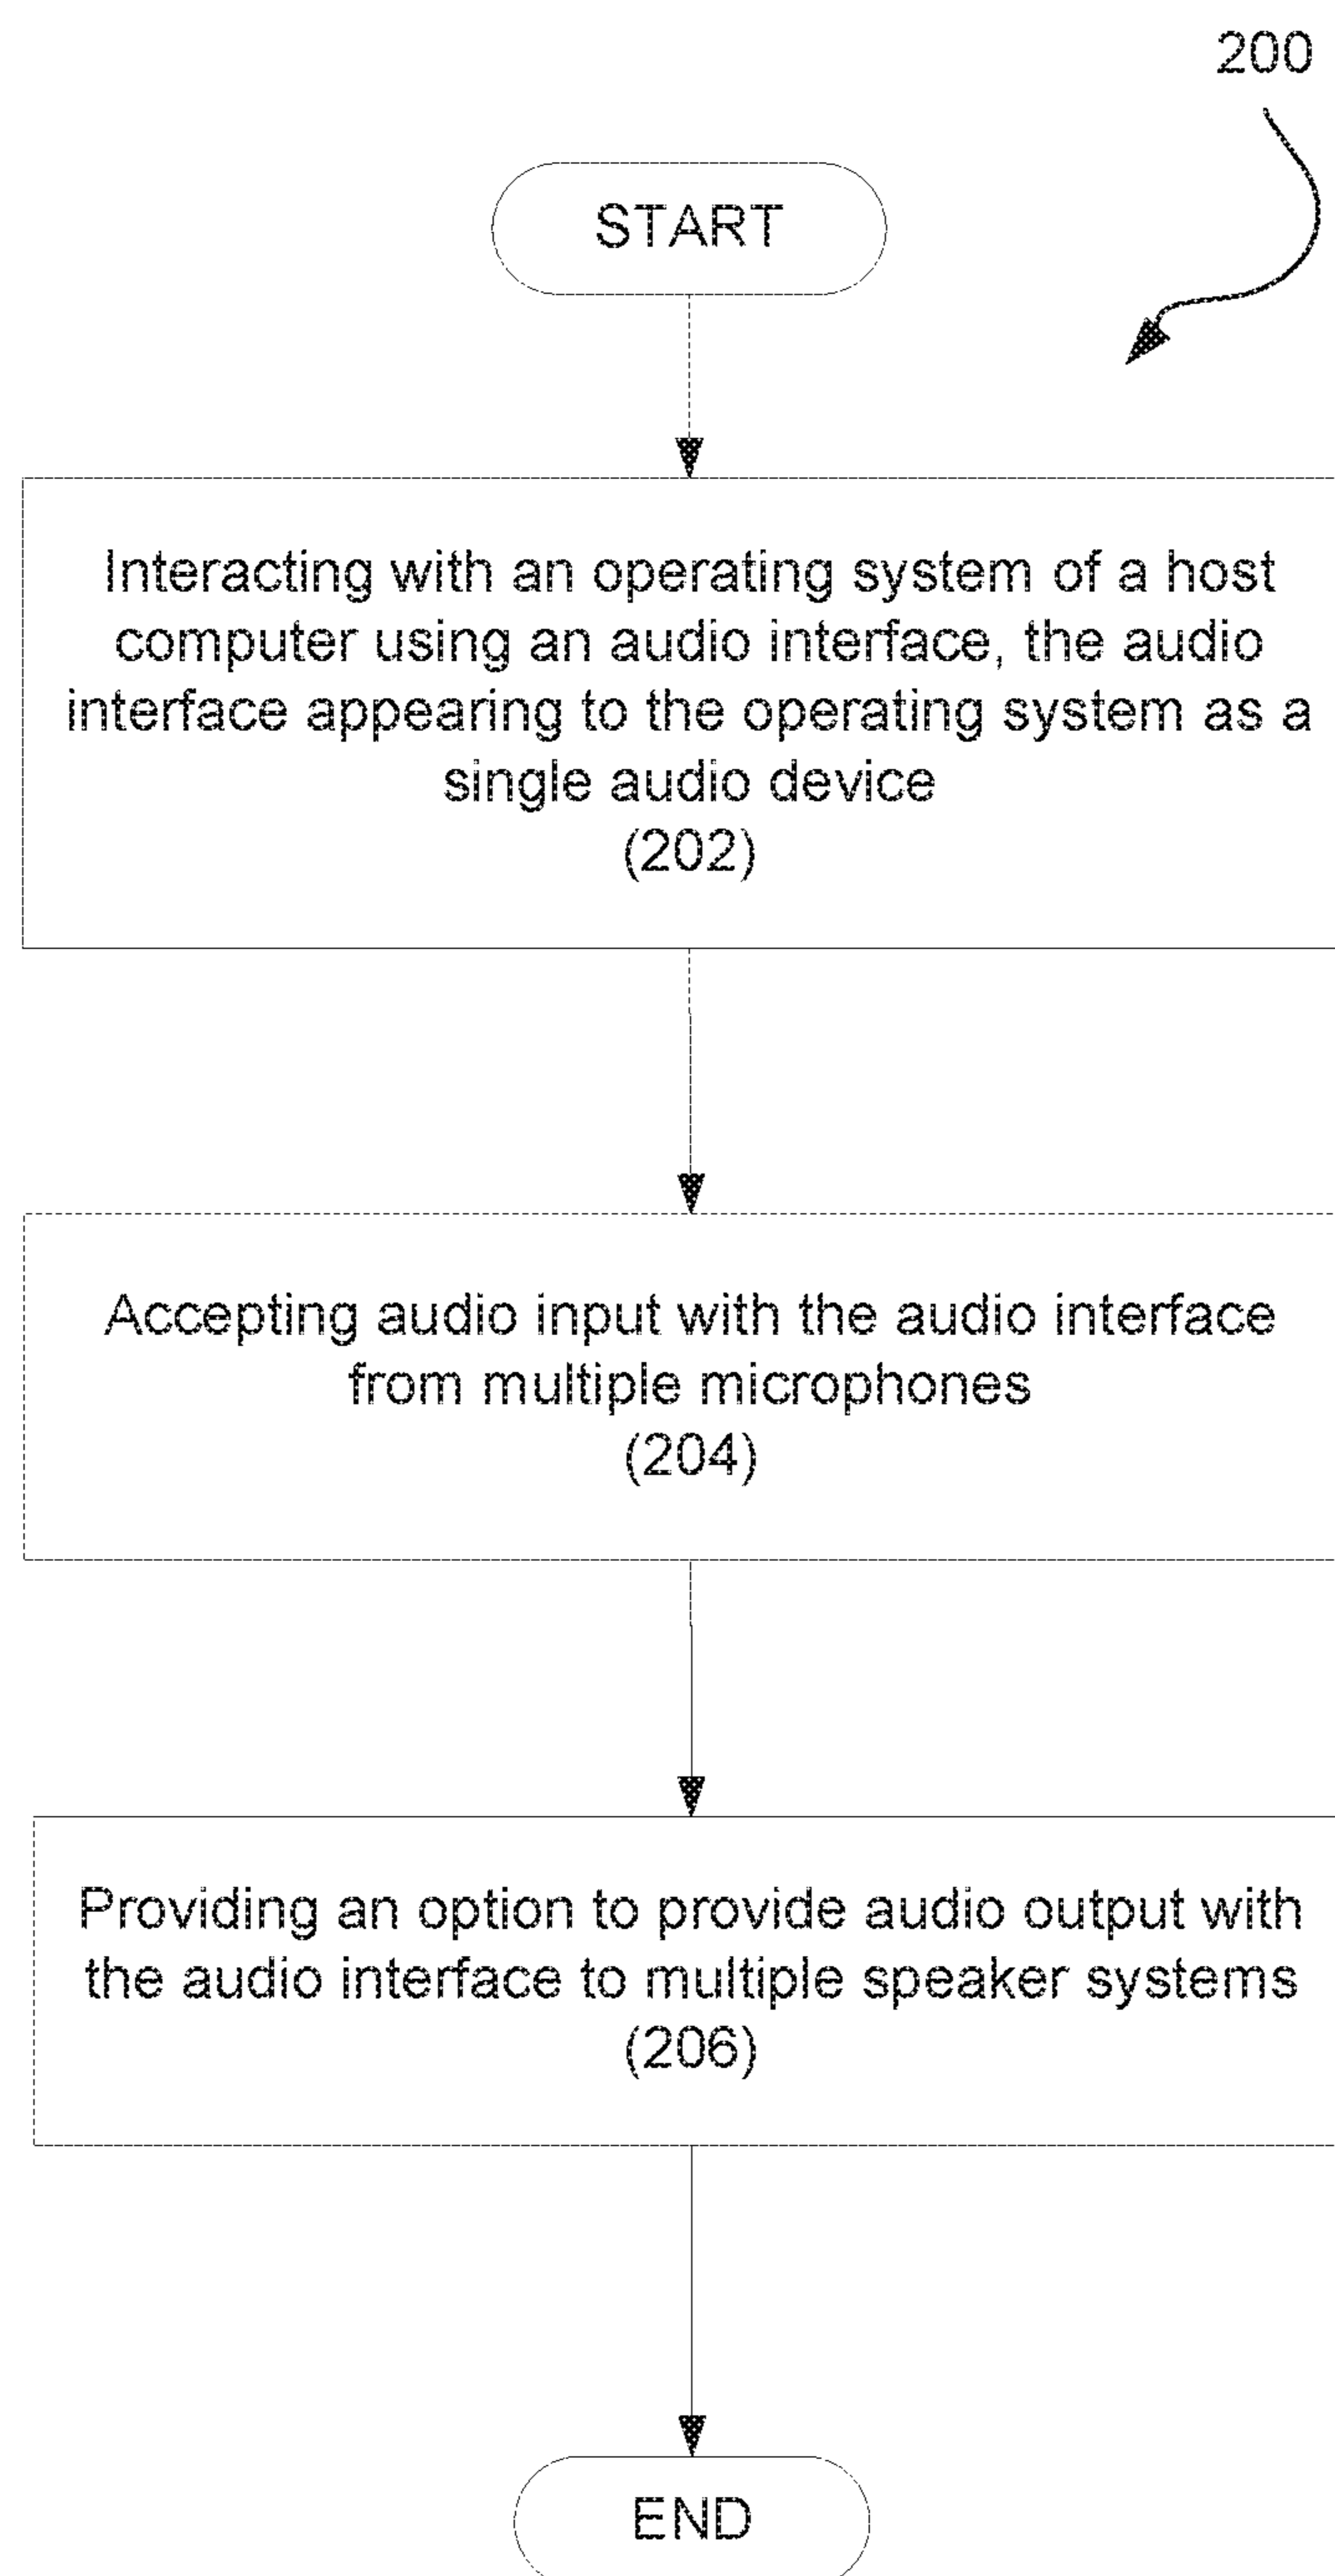 200
START
Interacting with an operating system of a host
computer using an audio interface, the audio
interface appearing to the operating system as a
single audio device
(202)
Accepting audio input with the audio interface
from multiple microphones
(204)
Providing an option to provide audio output with
the audio interface to multiple speaker systems
(206)
END